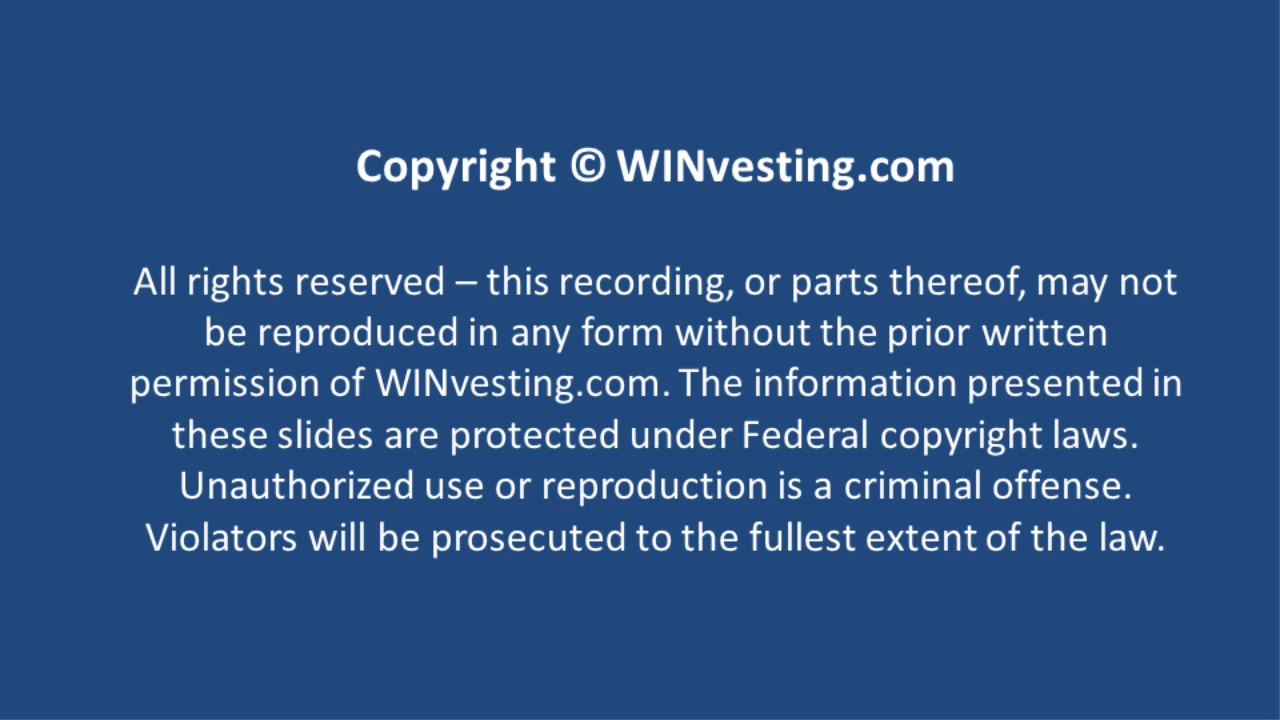 Copyright © WINvesting.com
All rights reserved – this recording, or parts thereof, may not
be reproduced in any form without the prior written
permission of WINvesting.com. The information presented in
these slides are protected under Federal copyright laws.
Unauthorized use or reproduction is a criminal offense.
Violators will be prosecuted to the fullest extent of the law.